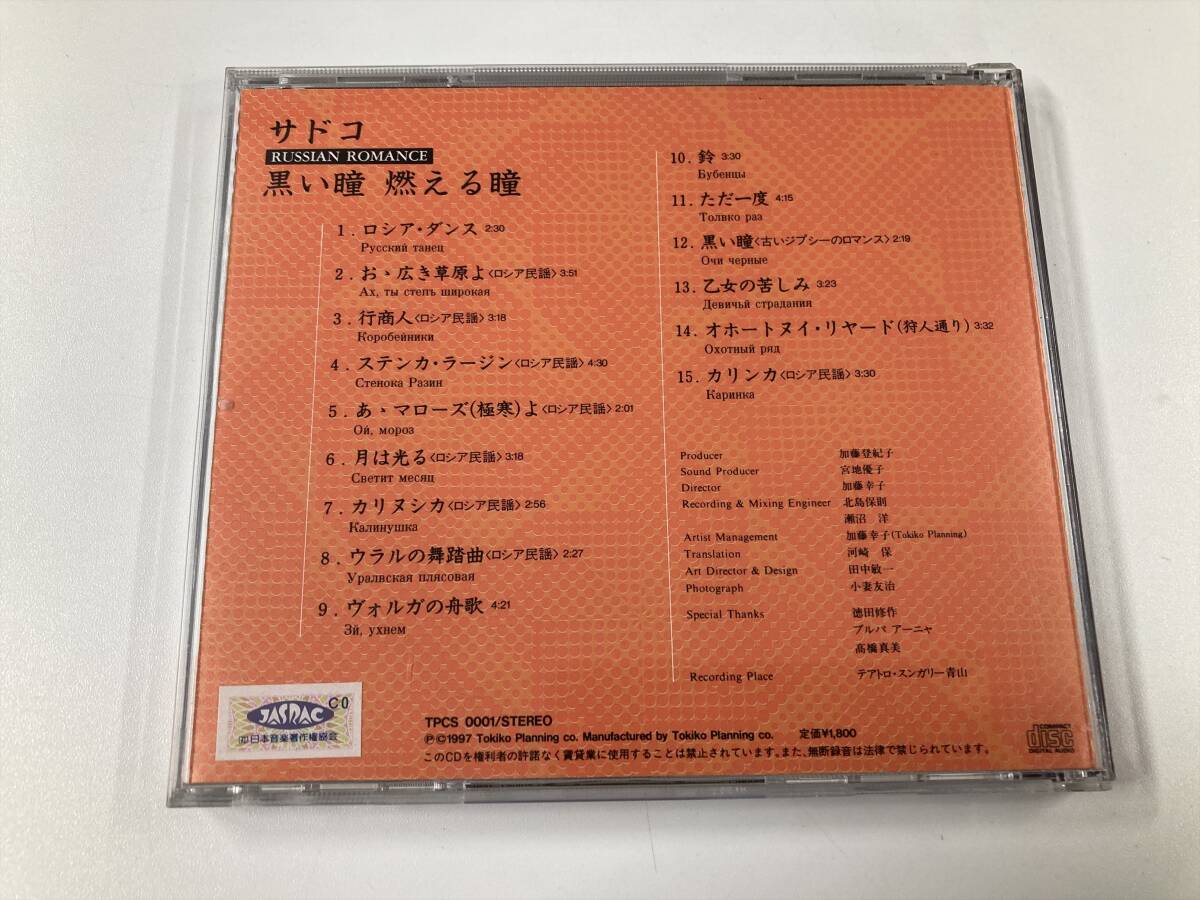 サドコ
RUSSIAN ROMANCE
黒い瞳 燃える瞳
1. ロシア・ダンス 2:30
Русский танец
2. おゝ広き草原よ〈ロシア民謡〉3:51
Ах, ты степъ широкая
3. 行商人〈ロシア民謡〉3:18
Коробейники
4. ステンカ・ラージン〈ロシア民謡〉4:30
Стенока Разин
5. あゝマローズ(極寒)よ〈ロシア民謡〉2:01
Ой, мороз
6. 月は光る〈ロシア民謡〉3:18
Светит месяц
7. カリヌシカ〈ロシア民謡〉2:56
Калинушка
8. ウラルの舞踏曲〈ロシア民謡〉2:27
Уралвская плясовая
9. ヴォルガの舟歌 4:21
Зй, ухнем
10. 鈴 3:30
Бубенцы
11. ただ一度 4:15
Толвко раз
12. 黒い瞳〈古いジプシーのロマンス〉2:19
Очи черные
13. 乙女の苦しみ 3:23
Девичьй страдания
14. オホートヌイ・リヤード(狩人通り) 3:32
Охотный ряд
15. カリンカ〈ロシア民謡〉3:30
Каринка
Producer 加藤登紀子
Sound Producer 宮地優子
Director 加藤幸子
Recording & Mixing Engineer 北島保則
瀬沼 洋
Artist Management 加藤幸子(Tokiko Planning)
Translation 河崎 保
Art Director & Design 田中敏一
Photograph 小妻友治
Special Thanks 徳田修作
ブルバ アーニャ
髙橋真美
Recording Place テアトロ・スンガリー青山
JASRAC
C0
(社)日本音楽著作権協会
TPCS 0001/STEREO
Ⓟ©1997 Tokiko Planning co. Manufactured by Tokiko Planning co. 定価¥1,800
このCDを権利者の許諾なく賃貸業に使用することは禁止されています。また、無断録音は法律で禁じられています。
COMPACT
disc
DIGITAL AUDIO